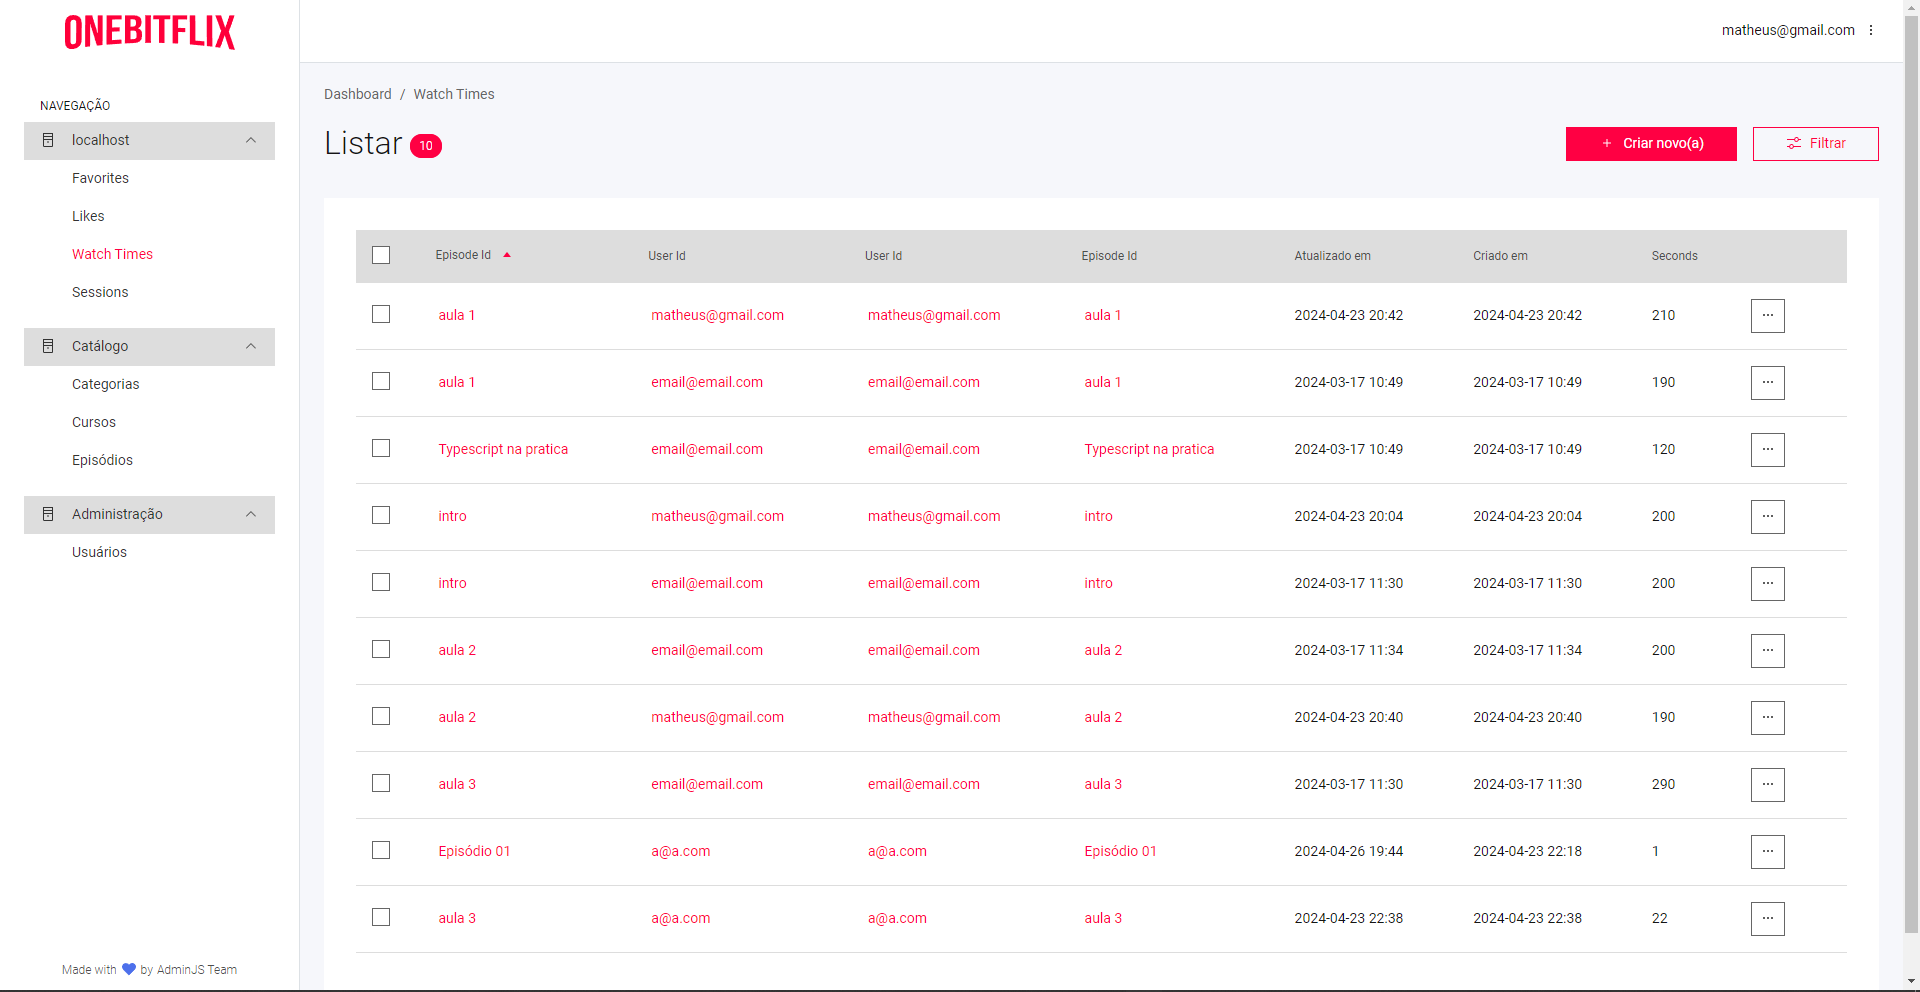 ONEBITFLIX
matheus@gmail.com
NAVEGAÇÃO
localhost
Favorites
Likes
Watch Times
Sessions
Catálogo
Categorias
Cursos
Episódios
Administração
Usuários
Made with by AdminJS Team
Dashboard / Watch Times
Listar 10
+ Criar novo(a) Filtrar
Episode Id User Id User Id Episode Id Atualizado em Criado em Seconds
aula 1 matheus@gmail.com matheus@gmail.com aula 1 2024-04-23 20:42 2024-04-23 20:42 210
aula 1 email@email.com email@email.com aula 1 2024-03-17 10:49 2024-03-17 10:49 190
Typescript na pratica email@email.com email@email.com Typescript na pratica 2024-03-17 10:49 2024-03-17 10:49 120
intro matheus@gmail.com matheus@gmail.com intro 2024-04-23 20:04 2024-04-23 20:04 200
intro email@email.com email@email.com intro 2024-03-17 11:30 2024-03-17 11:30 200
aula 2 email@email.com email@email.com aula 2 2024-03-17 11:34 2024-03-17 11:34 200
aula 2 matheus@gmail.com matheus@gmail.com aula 2 2024-04-23 20:40 2024-04-23 20:40 190
aula 3 email@email.com email@email.com aula 3 2024-03-17 11:30 2024-03-17 11:30 290
Episódio 01 a@a.com a@a.com Episódio 01 2024-04-26 19:44 2024-04-23 22:18 1
aula 3 a@a.com a@a.com aula 3 2024-04-23 22:38 2024-04-23 22:38 22